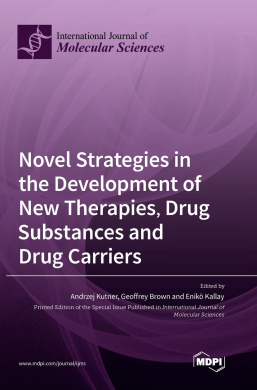 International Journal of
Molecular Sciences
Novel Strategies in
the Development of
New Therapies, Drug
Substances and
Drug Carriers
Edited by
Andrzej Kutner, Geoffrey Brown and Enikö Kallay
Printed Edition of the Special Issue Published in International Journal of
Molecular Sciences
www.mdpi.com/journal/ijms
MDPI